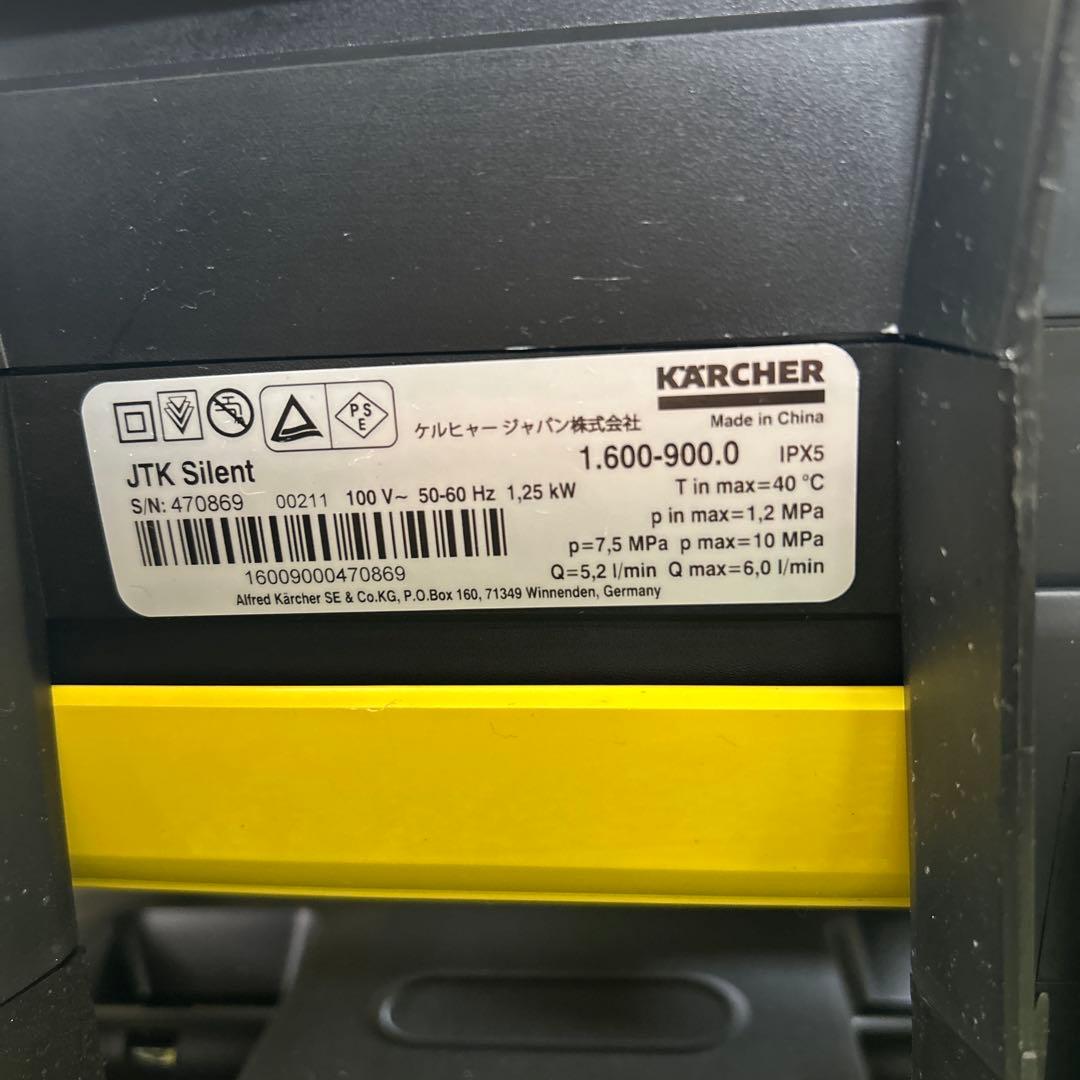 KÄRCHER
Made in China
PS
E
ケルヒャー ジャパン株式会社
JTK Silent
1.600-900.0 IPX5
S/N: 470869 00211 100 V~ 50-60 Hz 1,25 kW
T in max=40 °C
p in max=1,2 MPa
p=7,5 MPa p max=10 MPa
Q=5,2 l/min Q max=6,0 l/min
16009000470869
Alfred Kärcher SE & Co.KG, P.O.Box 160, 71349 Winnenden, Germany